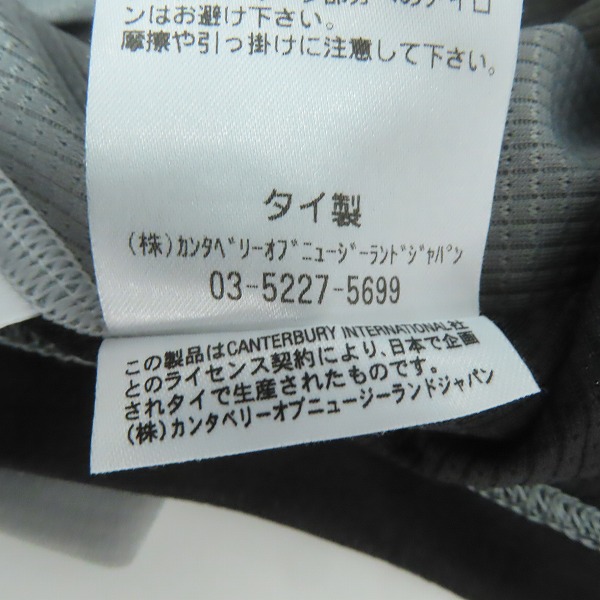 ンはお避け下さい。
摩擦や引っ掛けに注意して下さい。
タイ製
(株)ｶﾝﾀﾍﾞﾘｰｵﾌﾞﾆｭｰｼﾞｰﾗﾝﾄﾞｼﾞｬﾊﾟﾝ
03-5227-5699
この製品はCANTERBURY INTERNATIONAL社
とのライセンス契約により、日本で企画
されタイで生産されたものです。
(株)カンタベリーオブニュージーランドジャパン